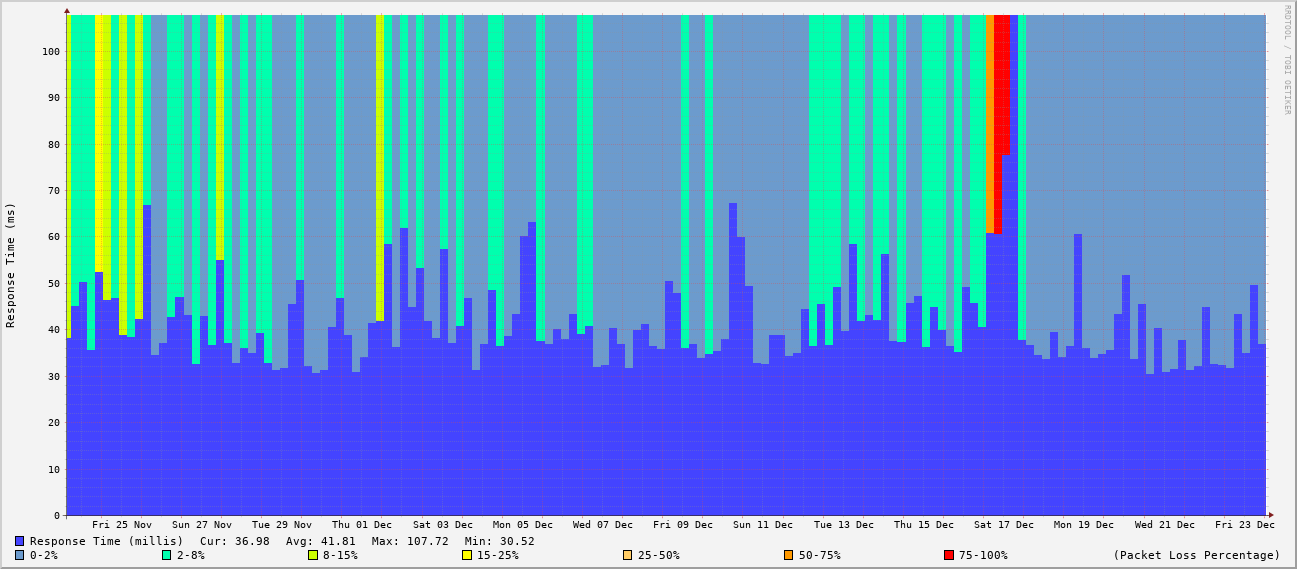 RRDTOOL / TOBI OETIKER
Response Time (ms)
100
90
80
70
60
50
40
30
20
10
0
Fri 25 Nov Sun 27 Nov Tue 29 Nov Thu 01 Dec Sat 03 Dec Mon 05 Dec Wed 07 Dec Fri 09 Dec Sun 11 Dec Tue 13 Dec Thu 15 Dec Sat 17 Dec Mon 19 Dec Wed 21 Dec Fri 23 Dec
Response Time (millis) Cur: 36.98 Avg: 41.81 Max: 107.72 Min: 30.52
0-2% 2-8% 8-15% 15-25% 25-50% 50-75% 75-100% (Packet Loss Percentage)